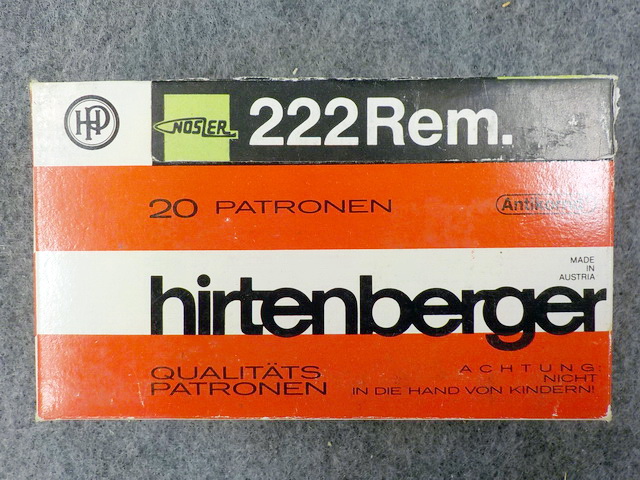 HP
NOSLER 222 Rem.
20 PATRONEN
MADE
IN
AUSTRIA
hirtenberger
QUALITÄTS
PATRONEN
ACHTUNG
NICHT
IN DIE HAND VON KINDERN!